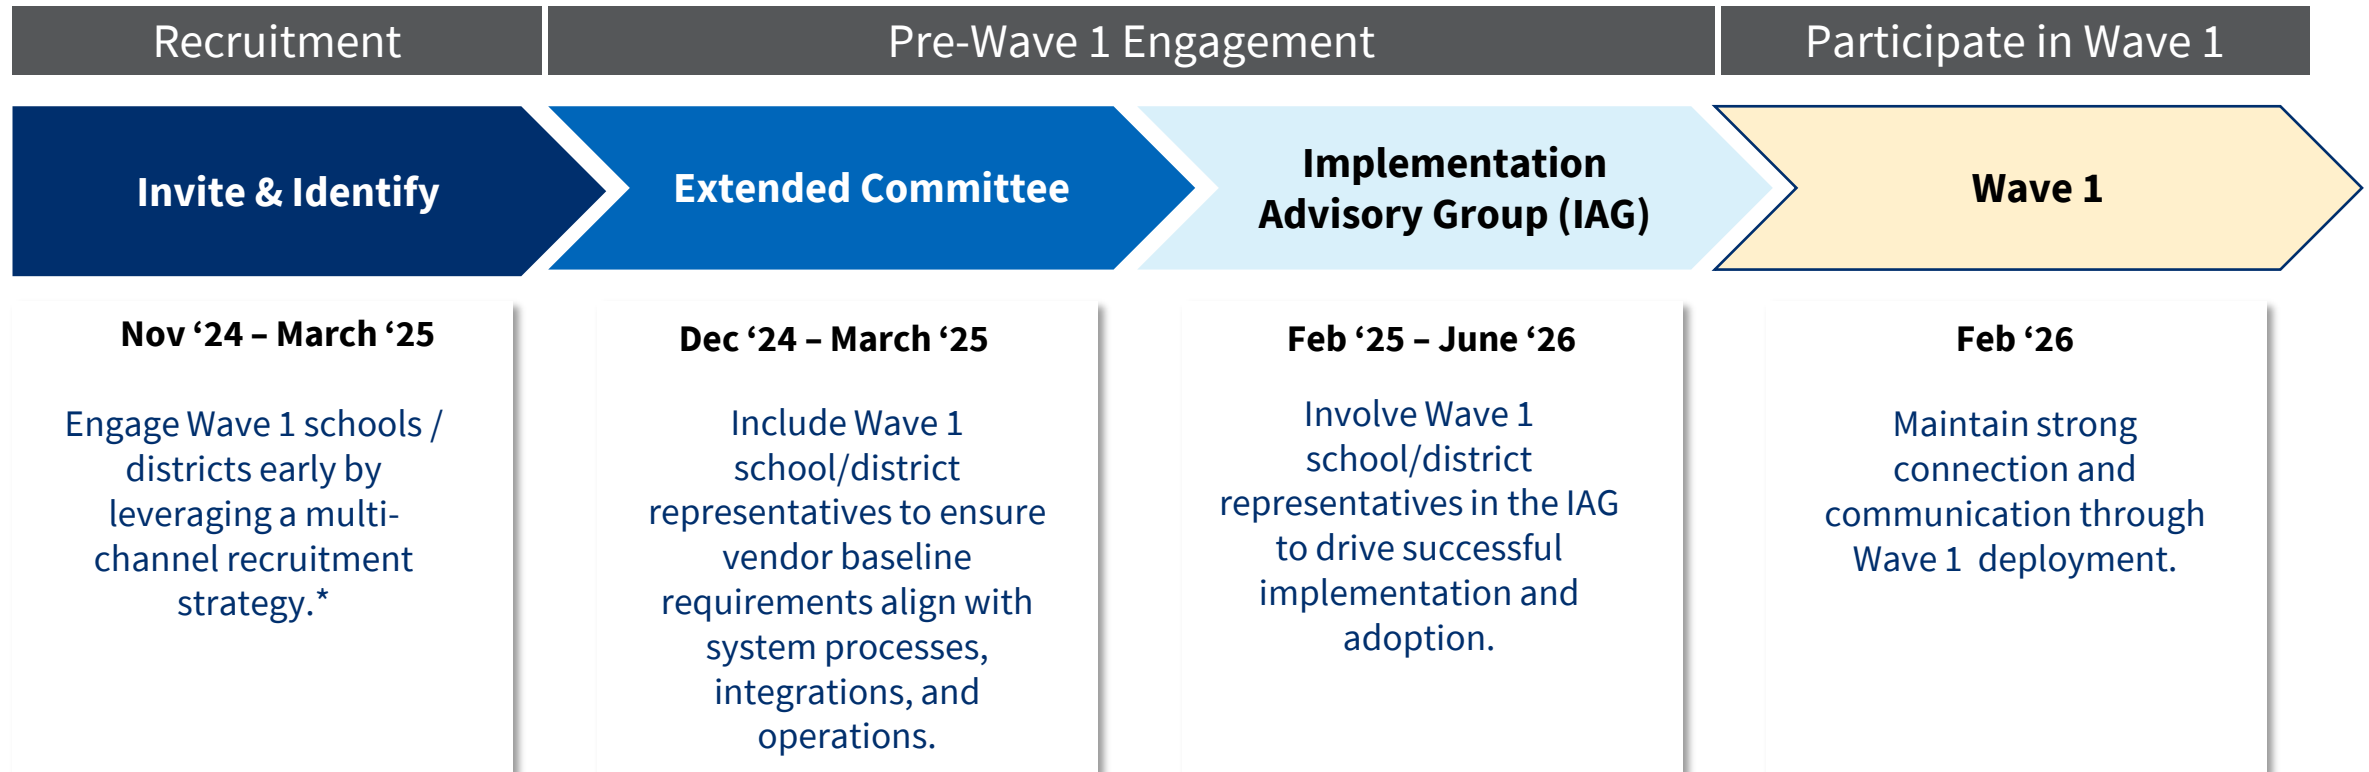 Recruitment
Pre-Wave 1 Engagement
Participate in Wave 1
Invite & Identify
Extended Committee
Implementation
Advisory Group (IAG)
Wave 1
Nov ‘24 – March ‘25
Engage Wave 1 schools /
districts early by
leveraging a multi-
channel recruitment
strategy.*
Dec ‘24 – March ‘25
Include Wave 1
school/district
representatives to ensure
vendor baseline
requirements align with
system processes,
integrations, and
operations.
Feb ‘25 – June ‘26
Involve Wave 1
school/district
representatives in the IAG
to drive successful
implementation and
adoption.
Feb ‘26
Maintain strong
connection and
communication through
Wave 1  deployment.